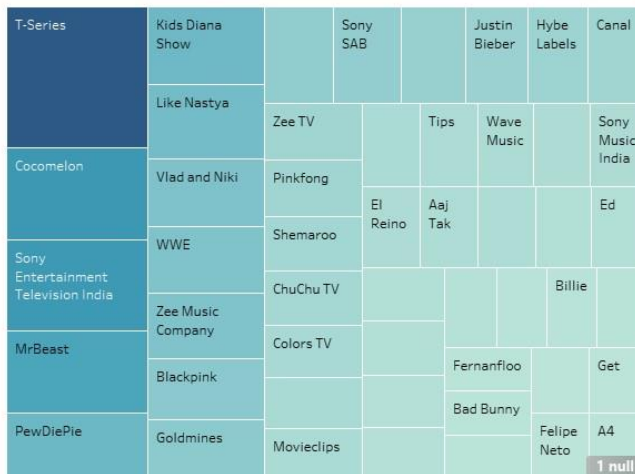 T-Series
Cocomelon
Sony
Entertainment
Television India
MrBeast
PewDiePie
Kids Diana
Show
Like Nastya
Vlad and Niki
WWE
Zee Music
Company
Blackpink
Goldmines
Sony
SAB
Justin
Bieber
Hybe
Labels
Canal
Zee TV
Pinkfong
Shemaroo
ChuChu TV
Colors TV
Movieclips
Tips
Wave
Music
Sony
Music
India
El
Reino
Aaj
Tak
Ed
Billie
Fernanfloo
Bad Bunny
Get
Felipe
Neto
A4
1 null